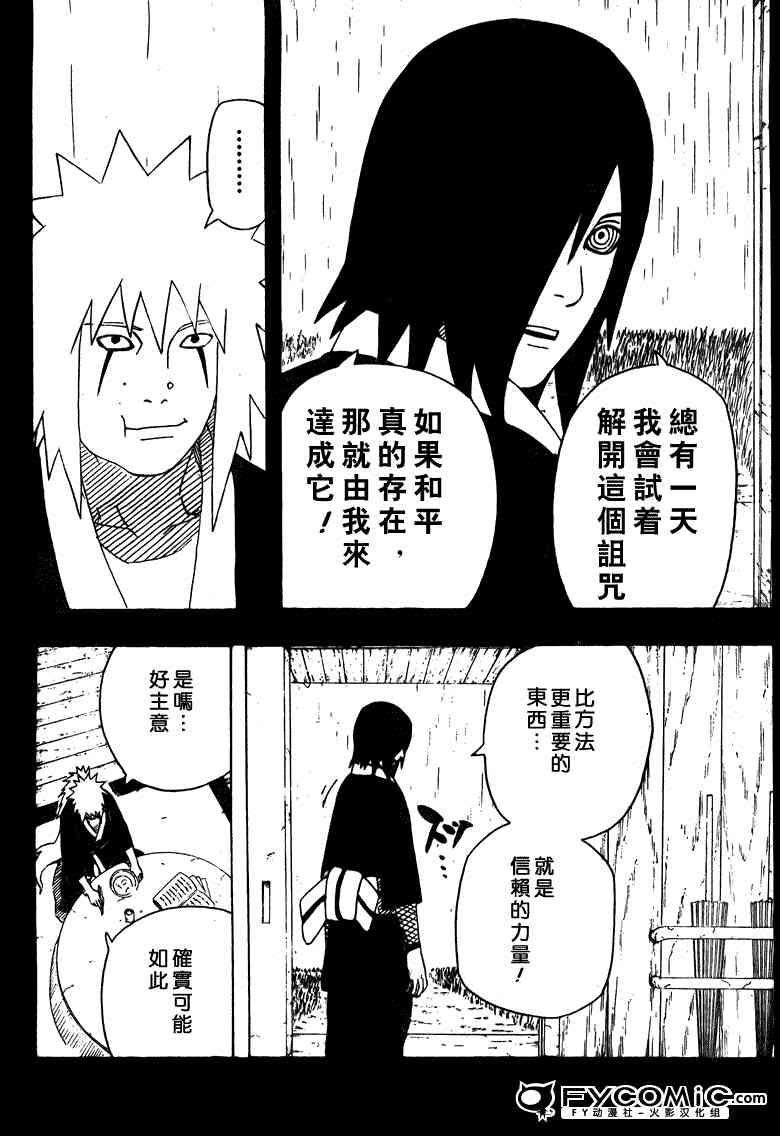 總有一天
我會試着
解開這個詛咒
如果和平
真的存在，
那就由我來
達成它！
………
比方法
更重要的
東西…
就是
信賴的力量！
ドッ…
是嗎…
好主意
確實可能
如此
FYCOMIC.com
FY动漫社－火影汉化组